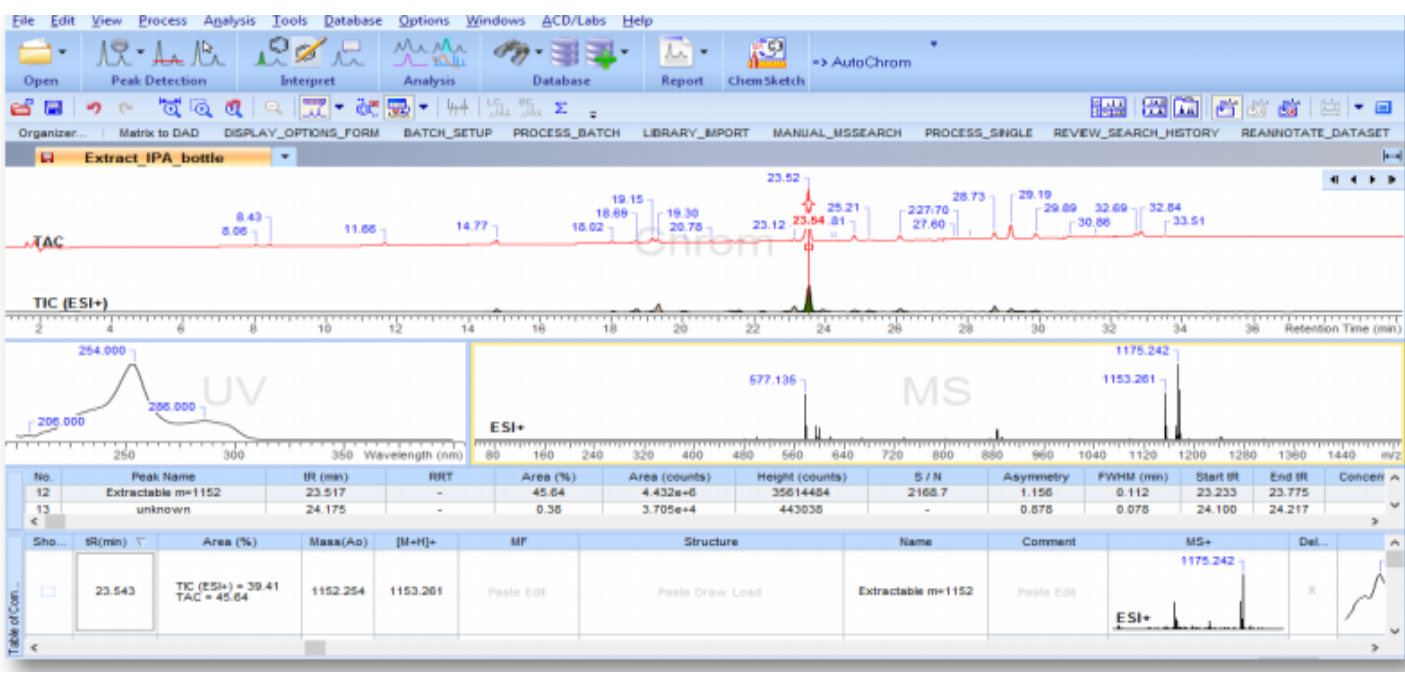 File Edit View Process Analysis Tools Database Options Windows ACD/Labs Help
=> AutoChrom
Open Peak Detection Interpret Analysis Database Report ChemSketch
Organizer... Matrix to DAD DISPLAY_OPTIONS_FORM BATCH_SETUP PROCESS_BATCH LIBRARY_IMPORT MANUAL_MSSEARCH PROCESS_SINGLE REVIEW_SEARCH_HISTORY REANNOTATE_DATASET
Extract_IPA_bottle
23.52
19.15 28.73 29.19
18.69 19.30 25.21 29.89 32.69 32.84
8.43
8.06 11.66 14.77 18.02 20.78 23.12 23.54 .81 27.60 30.86 33.51
TAC
Chrom
TIC (ESI+)
2 4 6 8 10 12 14 16 18 20 22 24 26 28 30 32 34 36 Retention Time (min)
254.000 1175.242
UV 577.135 MS 1153.261
286.000
206.000
ESI+
250 300 350 Wavelength (nm) 80 160 240 320 400 480 560 640 720 800 880 960 1040 1120 1200 1280 1360 1440 m/z
No. Peak Name tR (min) RRT Area (%) Area (counts) Height (counts) S / N Asymmetry FWHM (min) Start tR End tR Concen
12 Extractable m=1152 23.517 - 45.64 4.432e+6 35614484 2168.7 1.156 0.112 23.233 23.775
13 unknown 24.175 - 0.38 3.705e+4 443038 - 0.878 0.078 24.100 24.217
Sho... tR(min) Area (%) Mass(Ao) [M+H]+ MF Structure Name Comment MS+ Del...
1175.242
23.543 TIC (ESI+) = 39.41 1152.254 1153.261 Paste Edit Paste Draw Load Extractable m=1152 Paste Edit X
TAC = 45.64
ESI+
Table of Com...